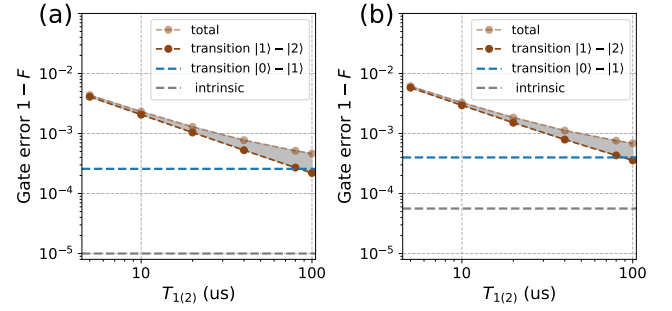 (a)
Gate error 1 − F
10⁻²
10⁻³
10⁻⁴
10⁻⁵
total
transition |1⟩ − |2⟩
transition |0⟩ − |1⟩
intrinsic
10
100
T₁₍₂₎ (us)
(b)
Gate error 1 − F
10⁻²
10⁻³
10⁻⁴
10⁻⁵
total
transition |1⟩ − |2⟩
transition |0⟩ − |1⟩
intrinsic
10
100
T₁₍₂₎ (us)